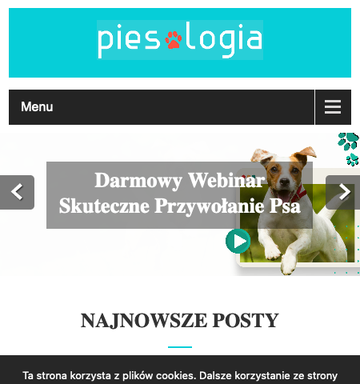 pies logia
Menu
Darmowy Webinar
Skuteczne Przywołanie Psa
NAJNOWSZE POSTY
Ta strona korzysta z plików cookies. Dalsze korzystanie ze strony